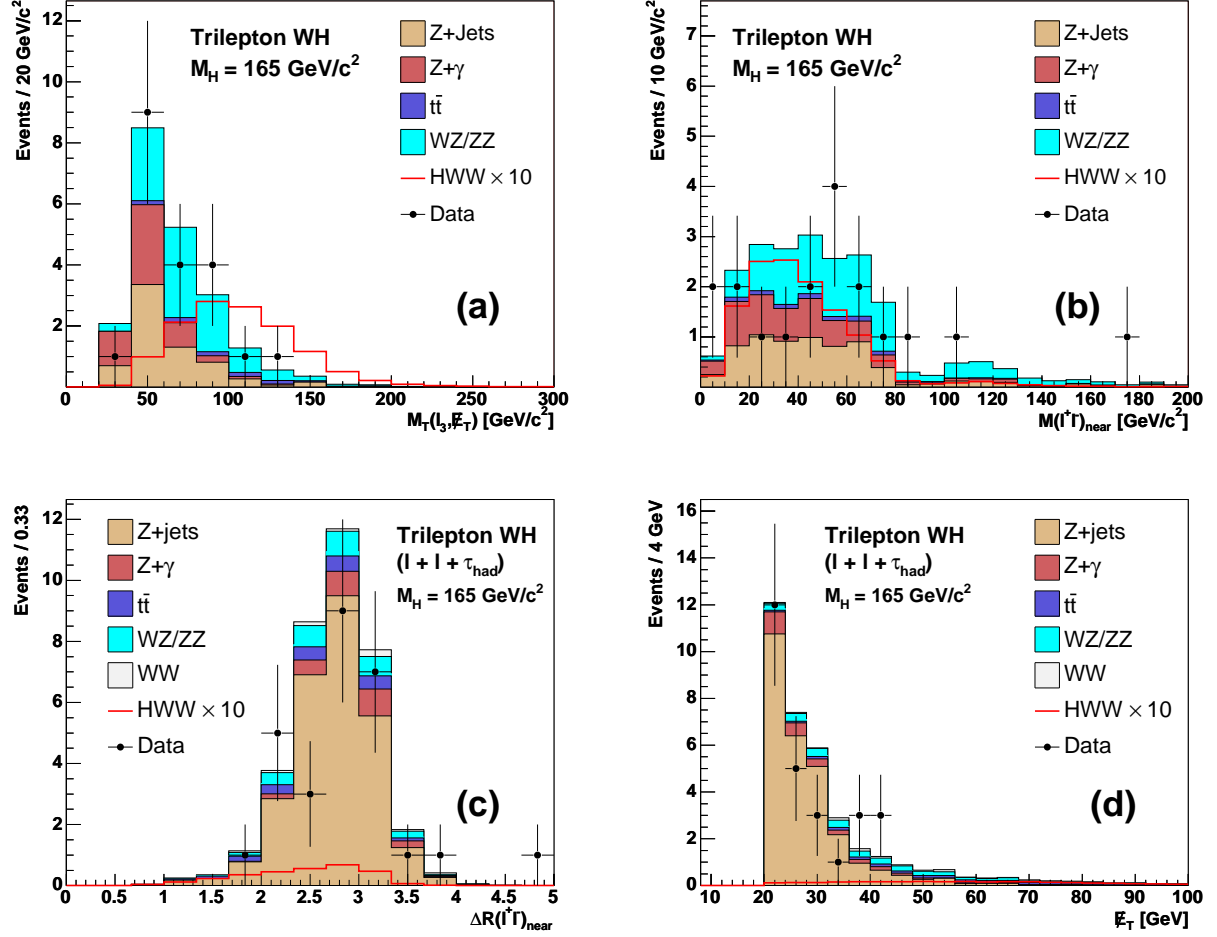 Events / 20 GeV/c²
12
10
8
6
4
2
0
Trilepton WH
M_H = 165 GeV/c²
Z+Jets
Z+γ
tt̄
WZ/ZZ
HWW × 10
Data
(a)
0 50 100 150 200 250 300
M_T(l₃,E̸_T) [GeV/c²]
Events / 10 GeV/c²
7
6
5
4
3
2
1
0
Trilepton WH
M_H = 165 GeV/c²
Z+Jets
Z+γ
tt̄
WZ/ZZ
HWW × 10
Data
(b)
0 20 40 60 80 100 120 140 160 180 200
M(l⁺l⁻)_near [GeV/c²]
Events / 0.33
12
10
8
6
4
2
0
Z+jets
Z+γ
tt̄
WZ/ZZ
WW
HWW × 10
Data
Trilepton WH
(l + l + τ_had)
M_H = 165 GeV/c²
(c)
0 0.5 1 1.5 2 2.5 3 3.5 4 4.5 5
ΔR(l⁺l⁻)_near
Events / 4 GeV
16
14
12
10
8
6
4
2
0
Trilepton WH
(l + l + τ_had)
M_H = 165 GeV/c²
Z+jets
Z+γ
tt̄
WZ/ZZ
WW
HWW × 10
Data
(d)
10 20 30 40 50 60 70 80 90 100
E̸_T [GeV]